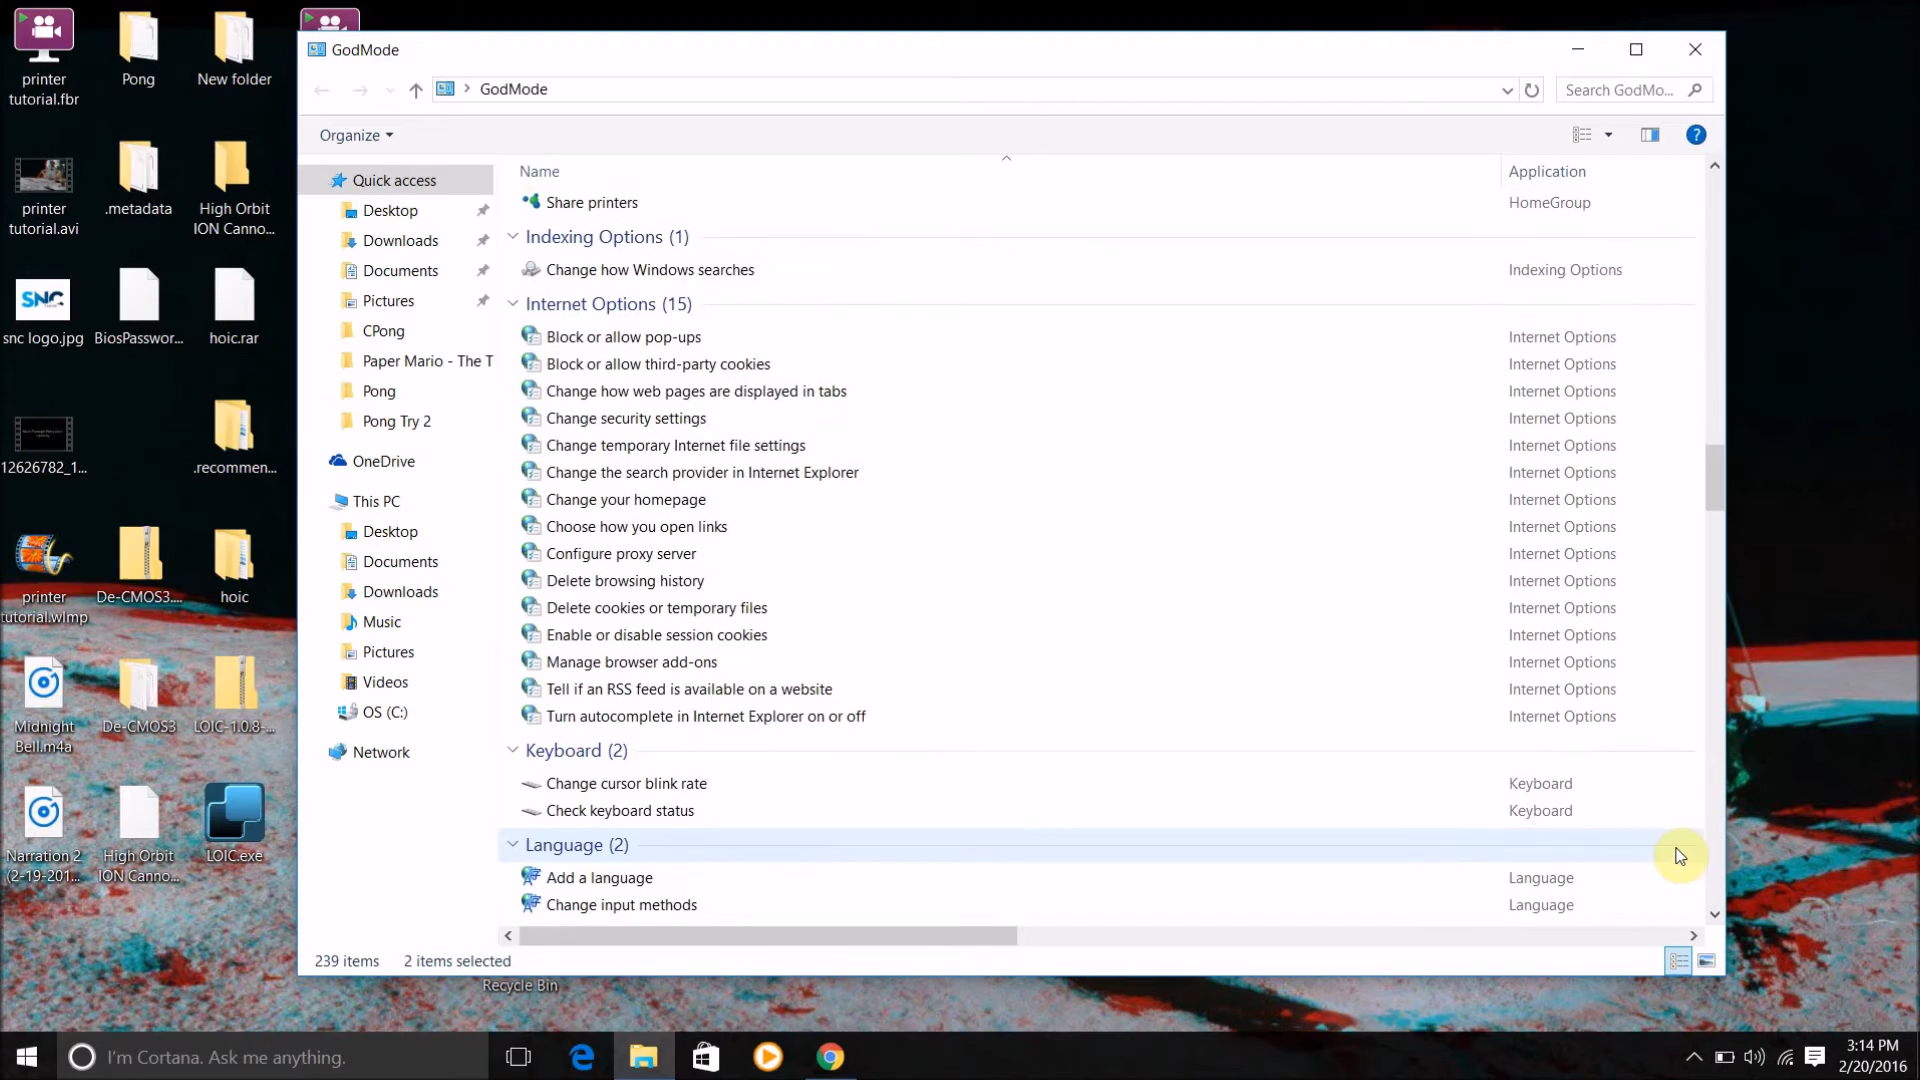 printer
tutorial.fbr
Pong
New folder
printer
tutorial.avi
.metadata
High Orbit
ION Canno...
SNC
snc logo.jpg
BiosPasswor...
hoic.rar
12626782_1...
.recommen...
printer
tutorial.wlmp
De-CMOS3....
hoic
Midnight
Bell.m4a
De-CMOS3
LOIC-1.0.8-...
Narration 2
(2-19-201...
High Orbit
ION Canno...
LOIC.exe
GodMode
GodMode
Search GodMo...
Organize
Quick access
Desktop
Downloads
Documents
Pictures
CPong
Paper Mario - The T
Pong
Pong Try 2
OneDrive
This PC
Desktop
Documents
Downloads
Music
Pictures
Videos
OS (C:)
Network
Name Application
Share printers HomeGroup
Indexing Options (1)
Change how Windows searches Indexing Options
Internet Options (15)
Block or allow pop-ups Internet Options
Block or allow third-party cookies Internet Options
Change how web pages are displayed in tabs Internet Options
Change security settings Internet Options
Change temporary Internet file settings Internet Options
Change the search provider in Internet Explorer Internet Options
Change your homepage Internet Options
Choose how you open links Internet Options
Configure proxy server Internet Options
Delete browsing history Internet Options
Delete cookies or temporary files Internet Options
Enable or disable session cookies Internet Options
Manage browser add-ons Internet Options
Tell if an RSS feed is available on a website Internet Options
Turn autocomplete in Internet Explorer on or off Internet Options
Keyboard (2)
Change cursor blink rate Keyboard
Check keyboard status Keyboard
Language (2)
Add a language Language
Change input methods Language
239 items 2 items selected
Recycle Bin
I'm Cortana. Ask me anything.
3:14 PM
2/20/2016